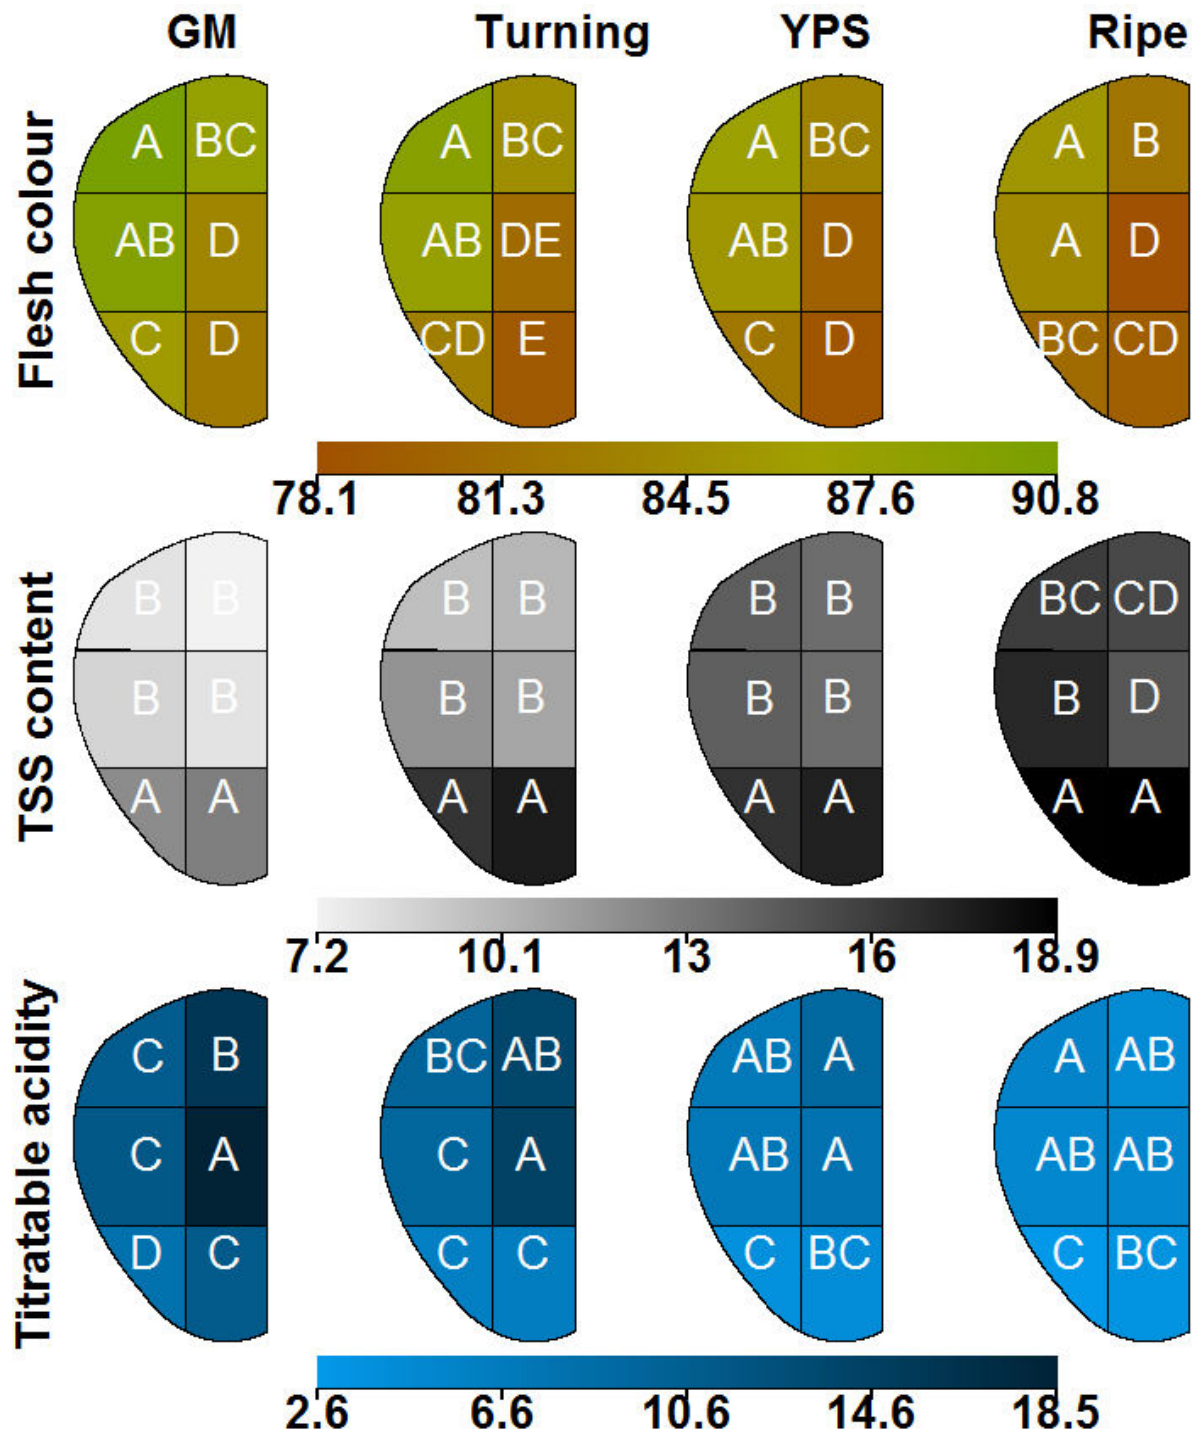 GM Turning YPS Ripe
Flesh colour
A BC A BC A BC A B
AB D AB DE AB D A D
C D CD E C D BC CD
78.1 81.3 84.5 87.6 90.8
TSS content
B B B B B B BC CD
B B B B B B B D
A A A A A A A A
7.2 10.1 13 16 18.9
Titratable acidity
C B BC AB AB A A AB
C A C A AB A AB AB
D C C C C BC C BC
2.6 6.6 10.6 14.6 18.5